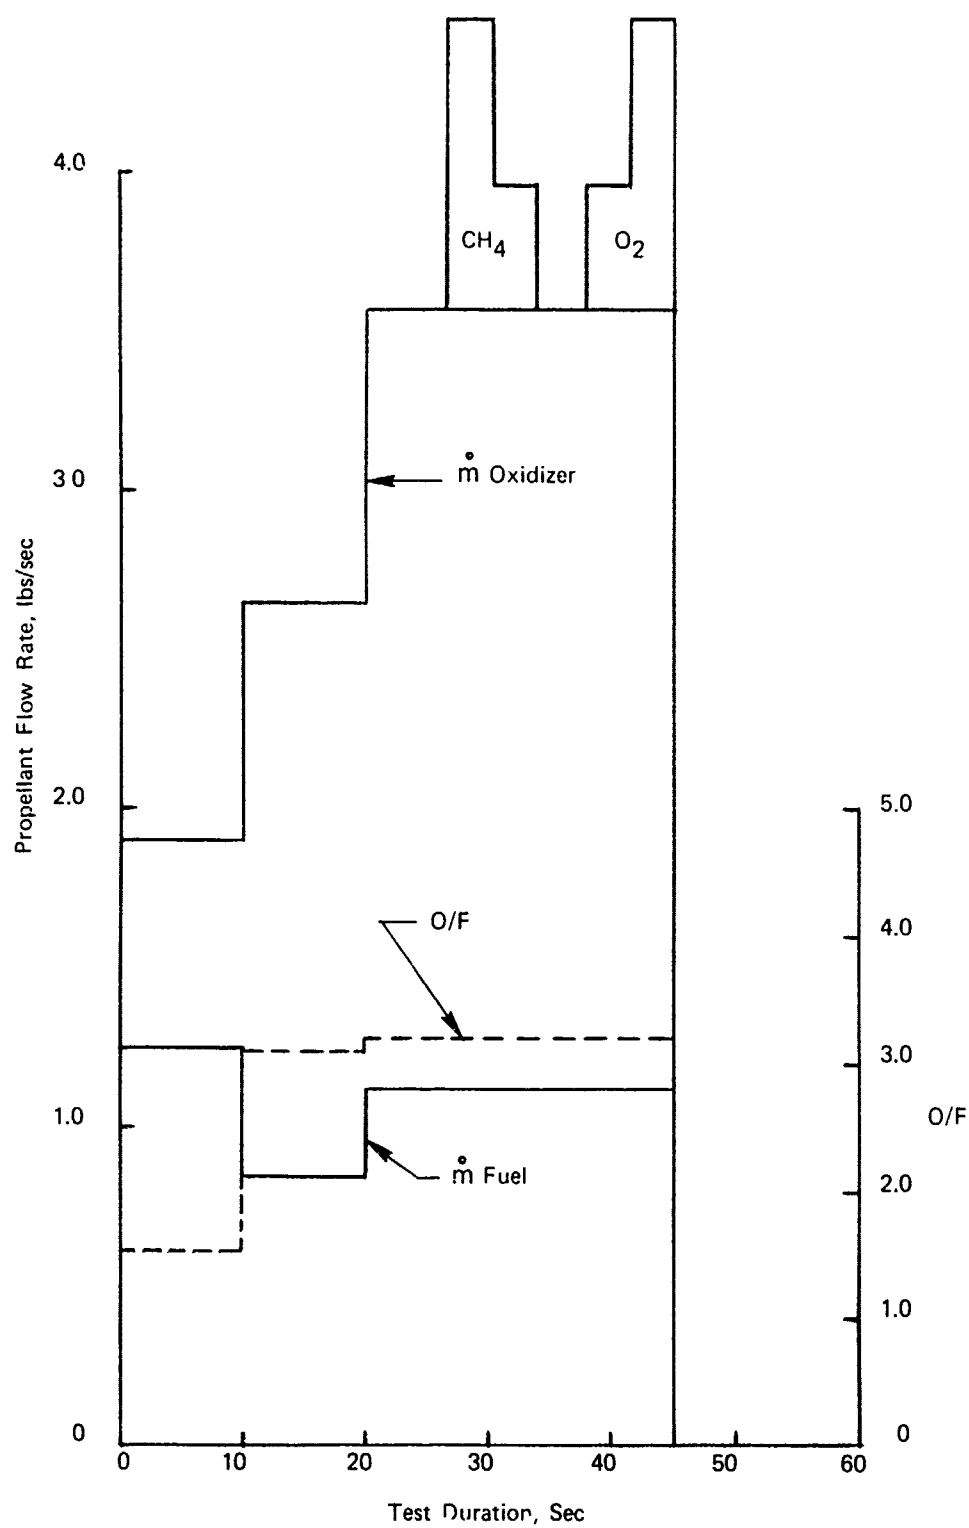 4.0
CH4
O2
3 0
m̊ Oxidizer
Propellant Flow Rate, lbs/sec
2.0
5.0
O/F
4.0
3.0
1.0
O/F
m̊ Fuel
2.0
1.0
0
0
0 10 20 30 40 50 60
Test Duration, Sec